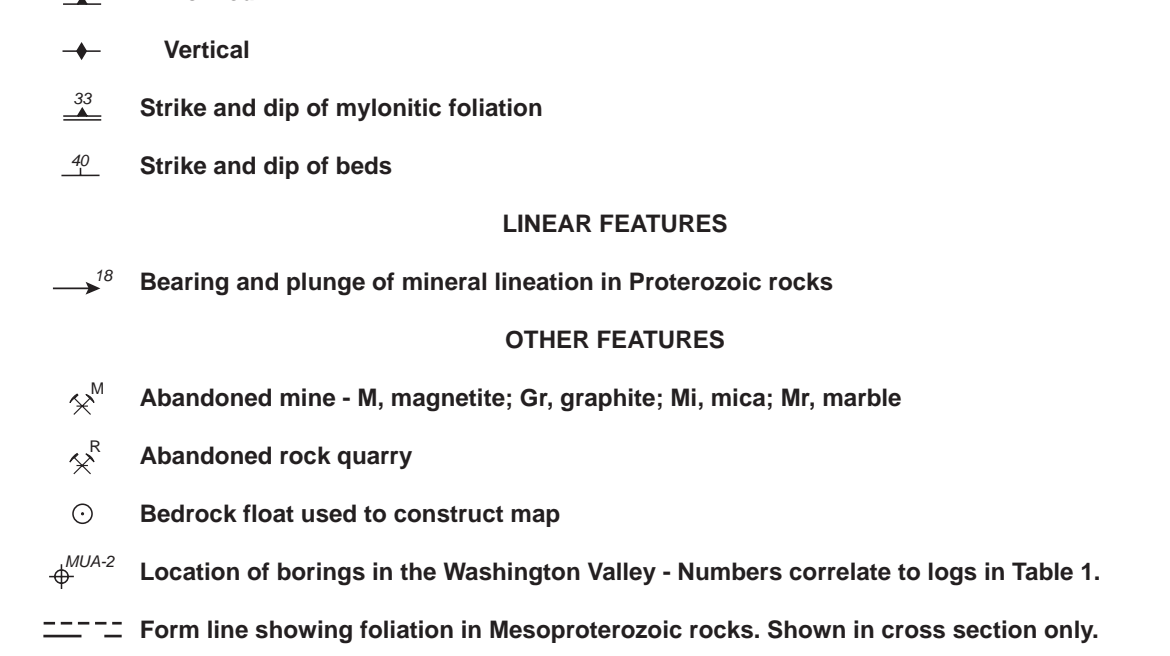 Vertical
33 Strike and dip of mylonitic foliation
40 Strike and dip of beds
LINEAR FEATURES
18 Bearing and plunge of mineral lineation in Proterozoic rocks
OTHER FEATURES
M Abandoned mine - M, magnetite; Gr, graphite; Mi, mica; Mr, marble
R Abandoned rock quarry
Bedrock float used to construct map
MUA-2 Location of borings in the Washington Valley - Numbers correlate to logs in Table 1.
Form line showing foliation in Mesoproterozoic rocks. Shown in cross section only.